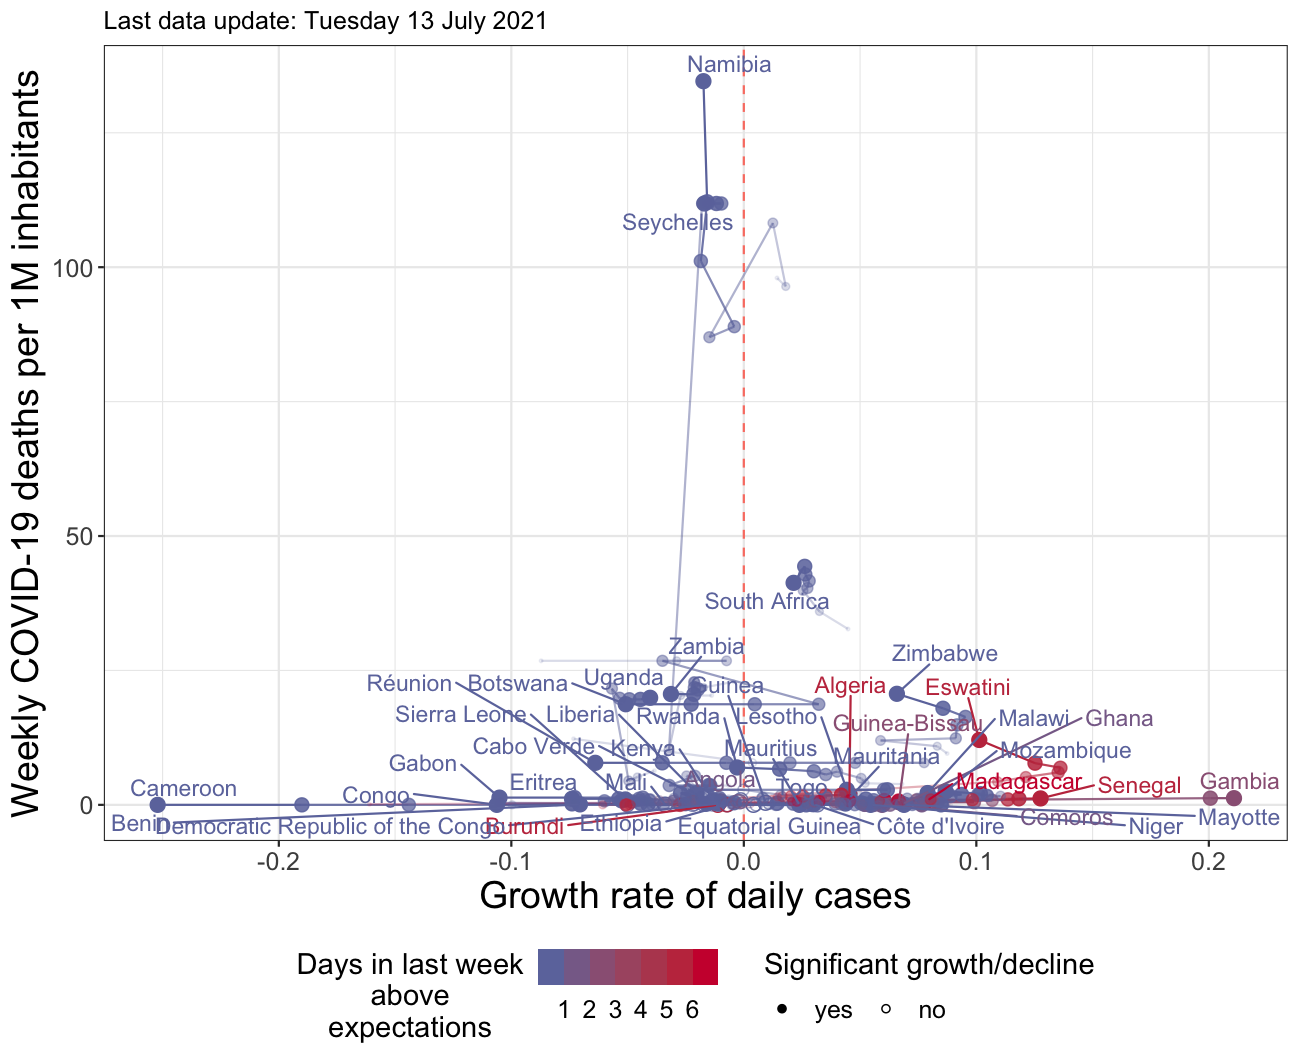 Last data update: Tuesday 13 July 2021
Weekly COVID-19 deaths per 1M inhabitants
100
50
0
Namibia
Seychelles
South Africa
Zambia
Zimbabwe
Réunion
Botswana
Uganda
Guinea
Algeria
Eswatini
Sierra Leone
Liberia
Rwanda
Lesotho
Guinea-Bissau
Malawi
Ghana
Cabo Verde
Kenya
Mauritius
Mauritania
Mozambique
Gabon
Cameroon
Congo
Eritrea
Mali
Angola
Togo
Madagascar
Senegal
Gambia
Benin
Democratic Republic of the Congo
Burundi
Ethiopia
Equatorial Guinea
Côte d'Ivoire
Comoros
Niger
Mayotte
-0.2
-0.1
0.0
0.1
0.2
Growth rate of daily cases
Days in last week
above
expectations
1 2 3 4 5 6
Significant growth/decline
yes
no